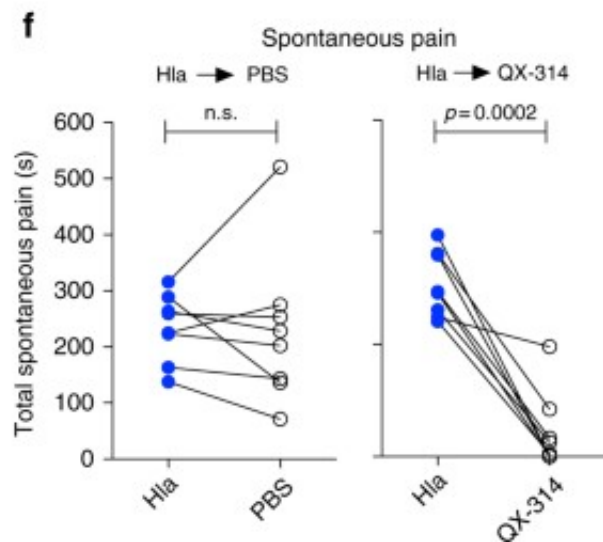 f
Spontaneous pain
Hla → PBS
Hla → QX-314
n.s.
p=0.0002
Total spontaneous pain (s)
600
500
400
300
200
100
0
Hla
PBS
Hla
QX-314